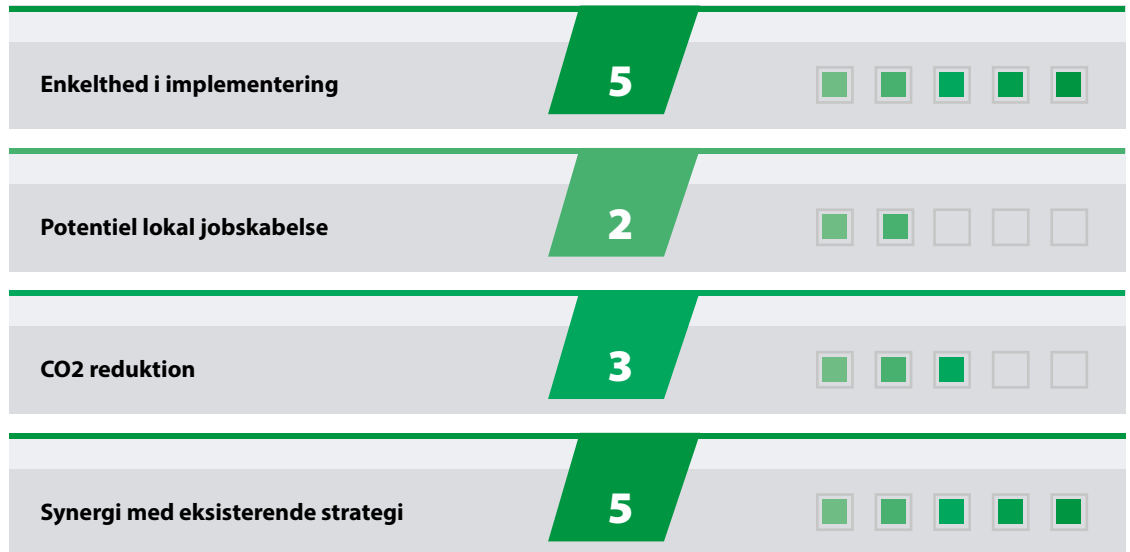 Enkelthed i implementering 5
Potentiel lokal jobskabelse 2
CO2 reduktion 3
Synergi med eksisterende strategi 5